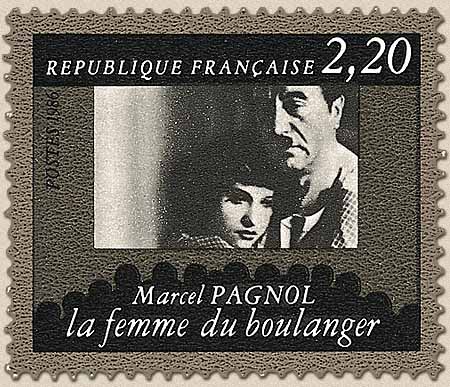 REPUBLIQUE FRANÇAISE 2,20
POSTES 1986
Marcel PAGNOL
la femme du boulanger